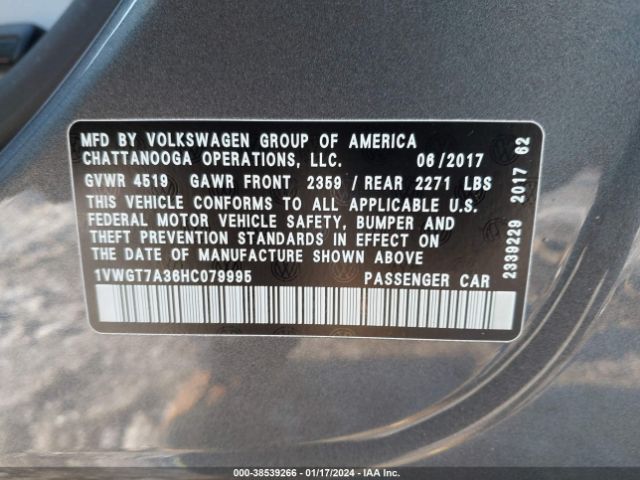 MFD BY VOLKSWAGEN GROUP OF AMERICA
CHATTANOOGA OPERATIONS, LLC. 06/2017
GVWR 4519 GAWR FRONT 2359 / REAR 2271 LBS
THIS VEHICLE CONFORMS TO ALL APPLICABLE U.S.
FEDERAL MOTOR VEHICLE SAFETY, BUMPER AND
THEFT PREVENTION STANDARDS IN EFFECT ON
THE DATE OF MANUFACTURE SHOWN ABOVE
1VWGT7A36HC079995 PASSENGER CAR
2339229 2017 62
000-38539266 - 01/17/2024 - IAA Inc.